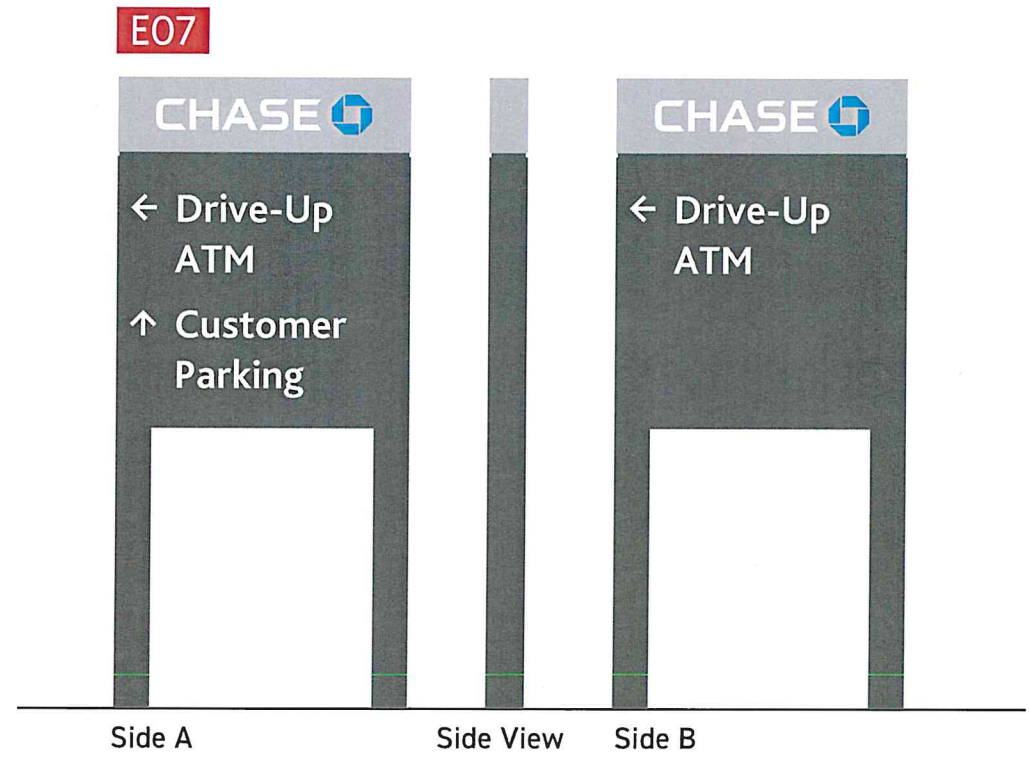 E07
CHASE
← Drive-Up
ATM
↑ Customer
Parking
CHASE
← Drive-Up
ATM
Side A
Side View
Side B